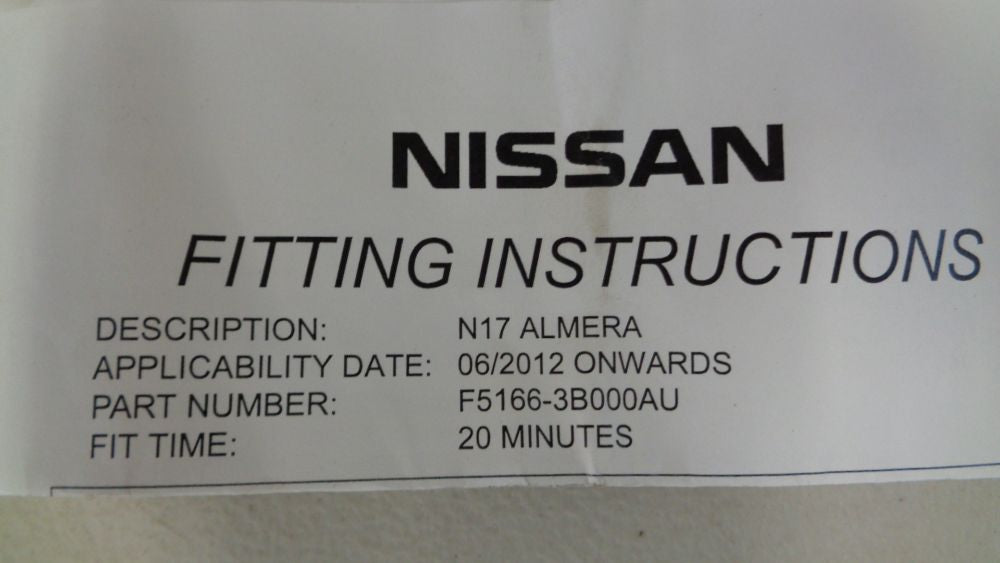 NISSAN
FITTING INSTRUCTIONS
DESCRIPTION: N17 ALMERA
APPLICABILITY DATE: 06/2012 ONWARDS
PART NUMBER: F5166-3B000AU
FIT TIME: 20 MINUTES